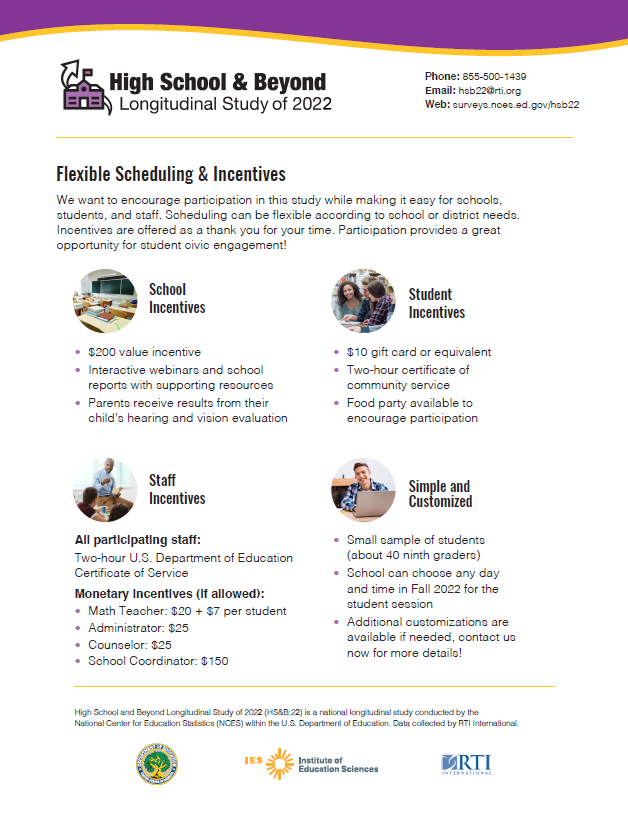 High School & Beyond
Longitudinal Study of 2022
Phone: 855-500-1439
Email: hsb22@rti.org
Web: surveys.nces.ed.gov/hsb22
Flexible Scheduling & Incentives
We want to encourage participation in this study while making it easy for schools,
students, and staff. Scheduling can be flexible according to school or district needs.
Incentives are offered as a thank you for your time. Participation provides a great
opportunity for student civic engagement!
School
Incentives
• $200 value incentive
• Interactive webinars and school
reports with supporting resources
• Parents receive results from their
child's hearing and vision evaluation
Student
Incentives
• $10 gift card or equivalent
• Two-hour certificate of
community service
• Food party available to
encourage participation
Staff
Incentives
All participating staff:
Two-hour U.S. Department of Education
Certificate of Service
Monetary incentives (if allowed):
• Math Teacher: $20 + $7 per student
• Administrator: $25
• Counselor: $25
• School Coordinator: $150
Simple and
Customized
• Small sample of students
(about 40 ninth graders)
• School can choose any day
and time in Fall 2022 for the
student session
• Additional customizations are
available if needed, contact us
now for more details!
High School and Beyond Longitudinal Study of 2022 (HS&B:22) is a national longitudinal study conducted by the
National Center for Education Statistics (NCES) within the U.S. Department of Education. Data collected by RTI International.
IES
Institute of
Education Sciences
RTI
INTERNATIONAL